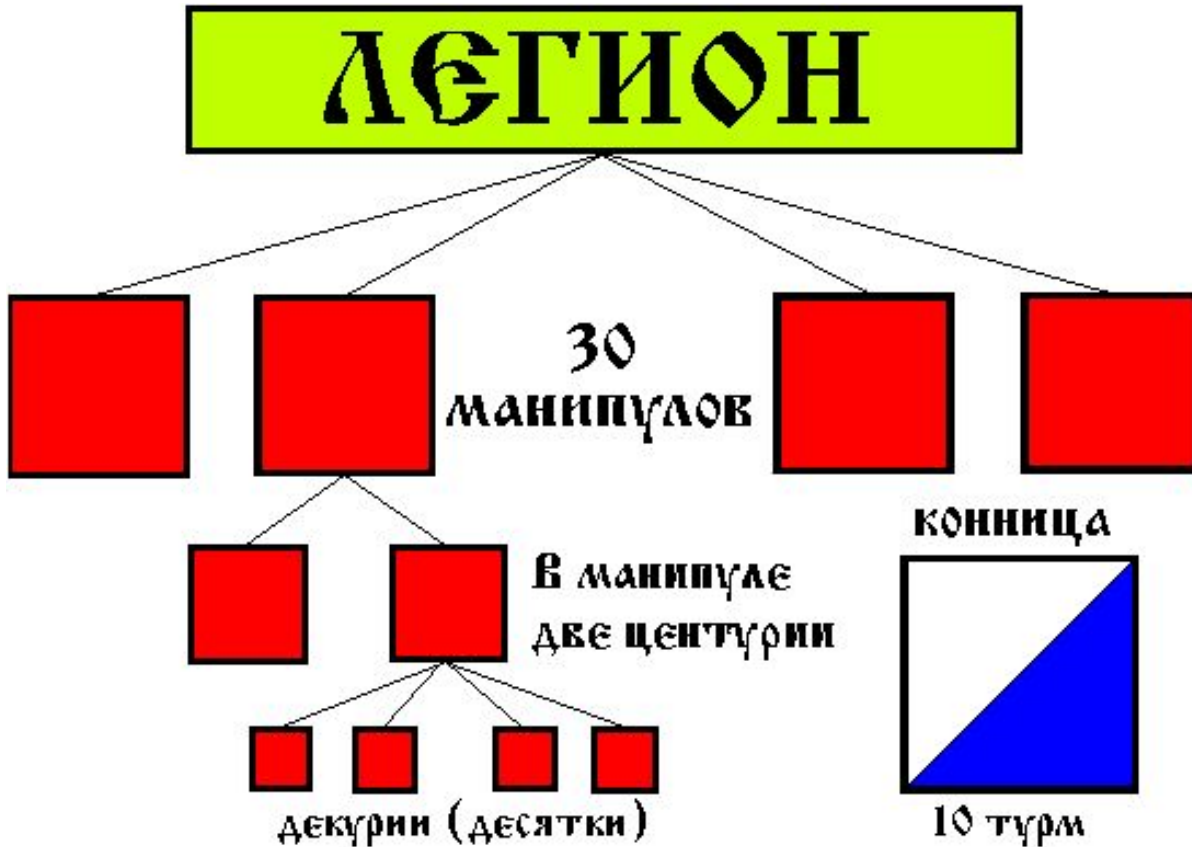 ЛЕГИОН
30
МАНИПУЛОВ
КОННИЦА
В МАНИПУЛЕ
ДВЕ ЦЕНТУРИИ
ДЕКУРИИ (ДЕСЯТКИ)
10 ТУРМ